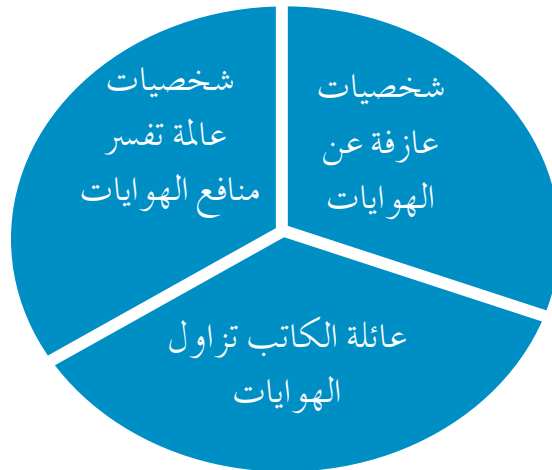 شخصيات
عازفة عن
الهوايات
عائلة الكاتب تزاول
الهوايات
شخصيات
عالمة تفسر
منافع الهوايات